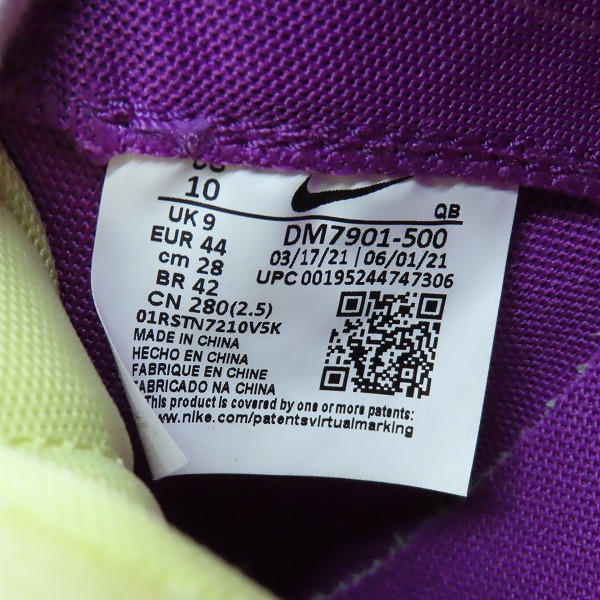 10
UK 9
EUR 44
cm 28
BR 42
CN 280(2.5)
01RSTN7210V5K
QB
DM7901-500
03/17/21 | 06/01/21
UPC 00195244747306
MADE IN CHINA
HECHO EN CHINA
FABRIQUE EN CHINE
FABRICADO NA CHINA
This product is covered by one or more patents:
www.nike.com/patentsvirtualmarking